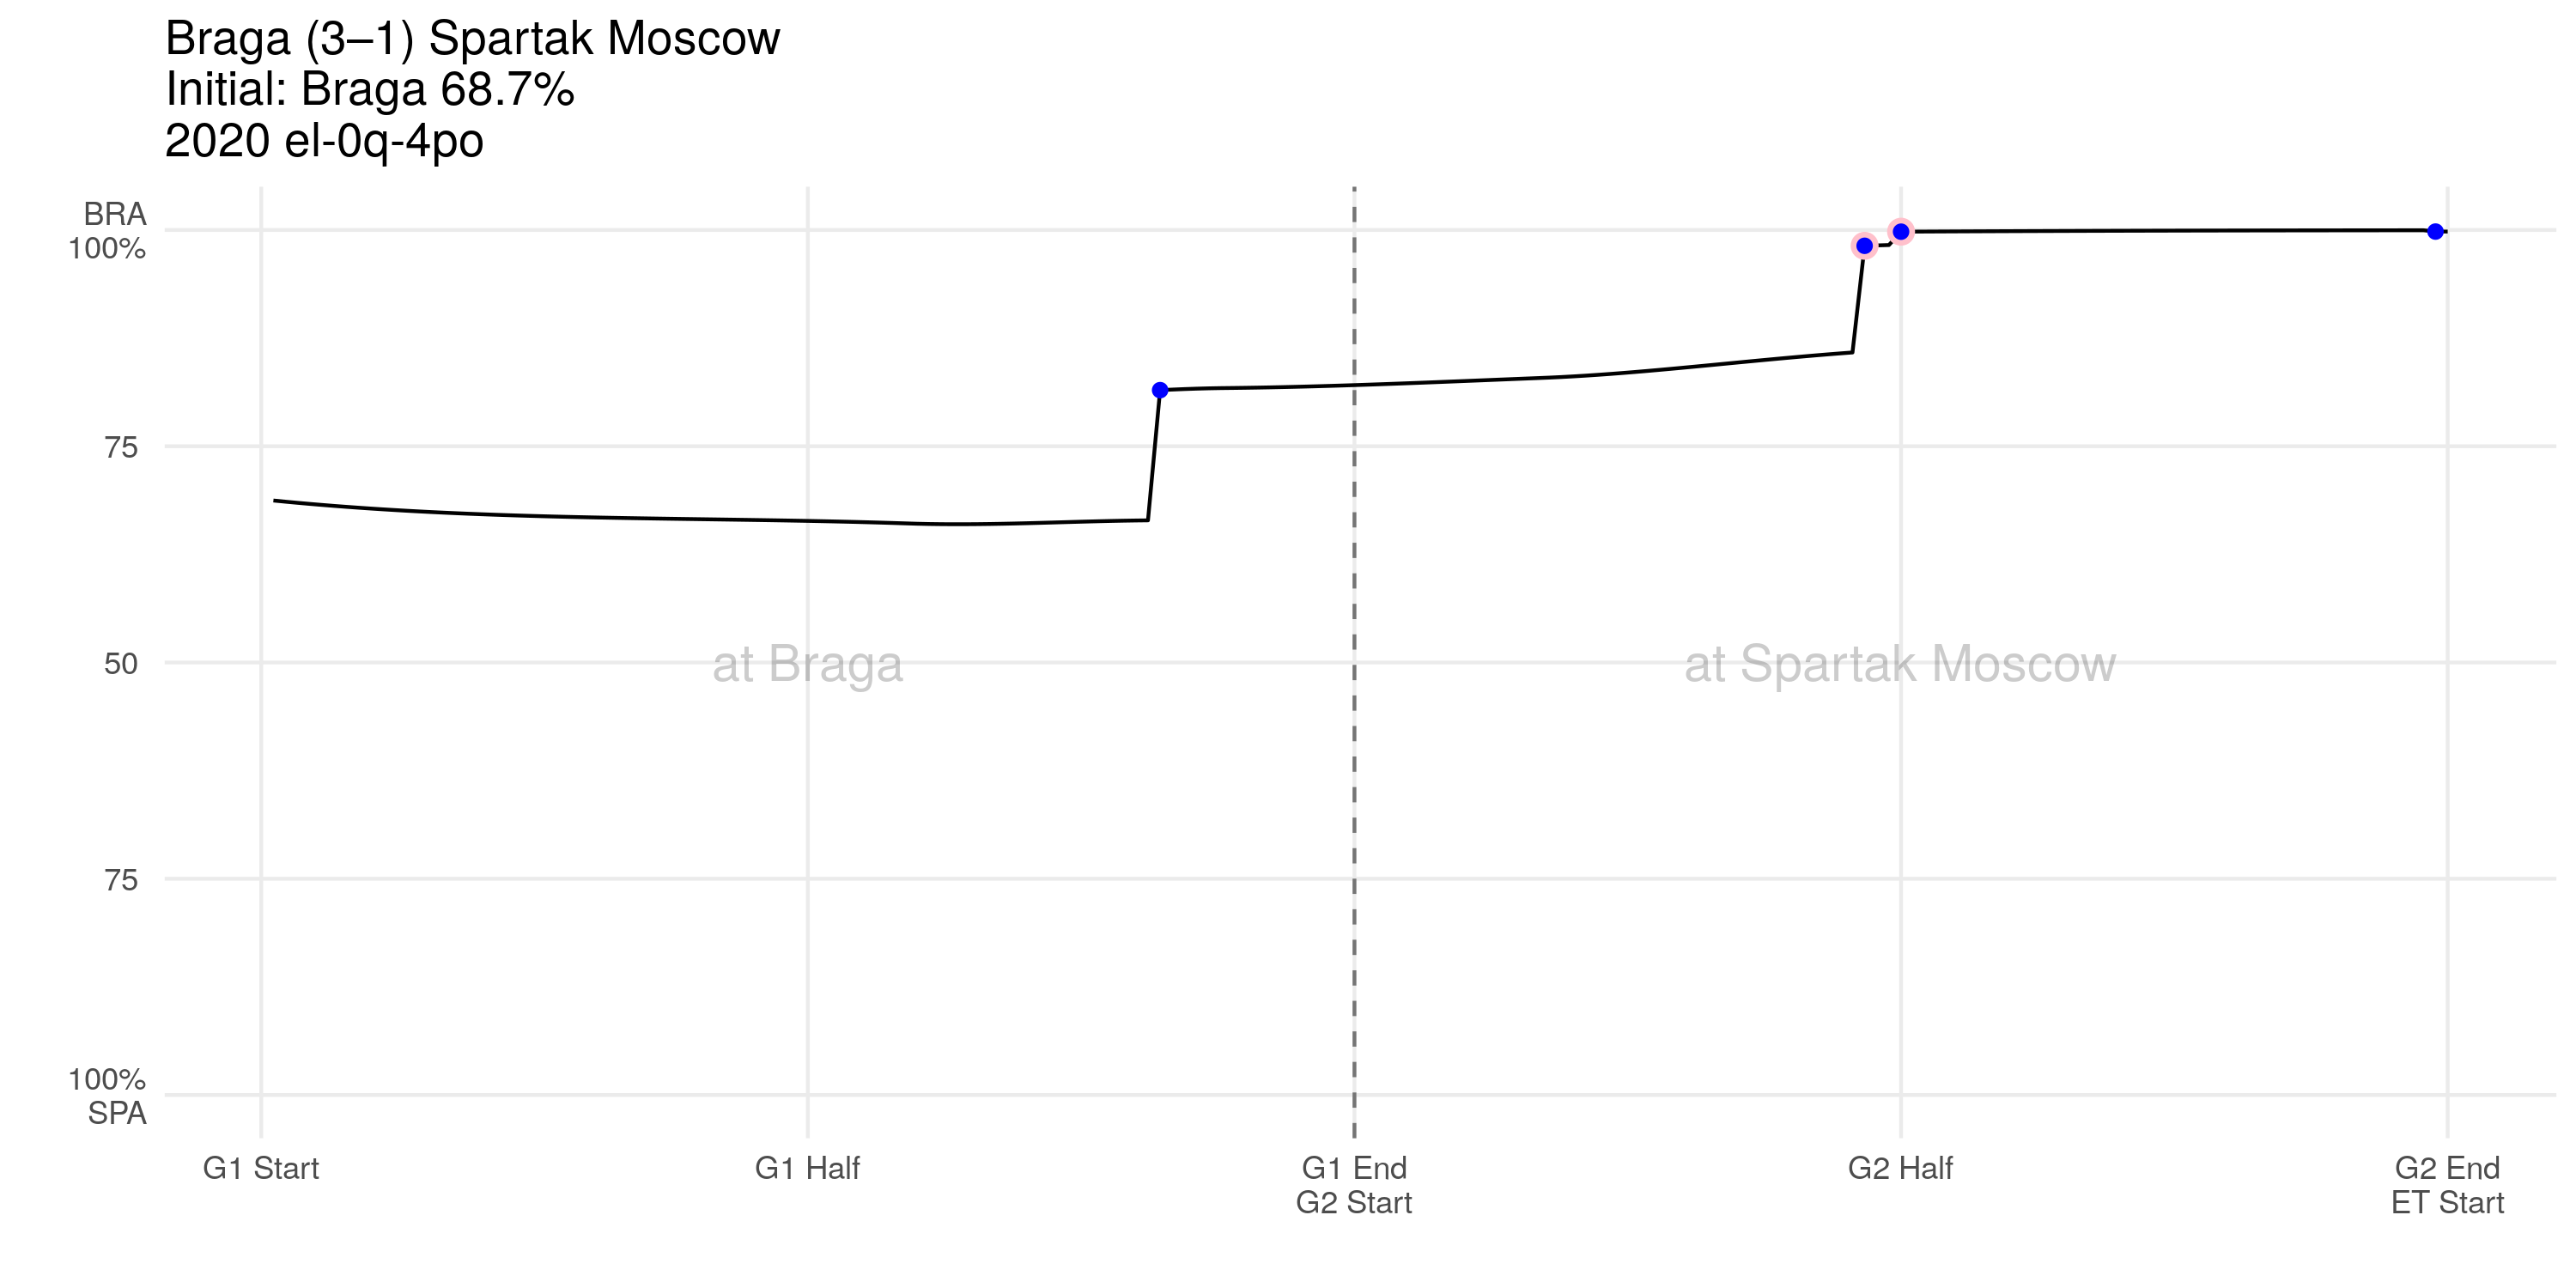 Braga (3–1) Spartak Moscow
Initial: Braga 68.7%
2020 el-0q-4po
BRA
100%
75
50
75
100%
SPA
at Braga
at Spartak Moscow
G1 Start
G1 Half
G1 End
G2 Start
G2 Half
G2 End
ET Start